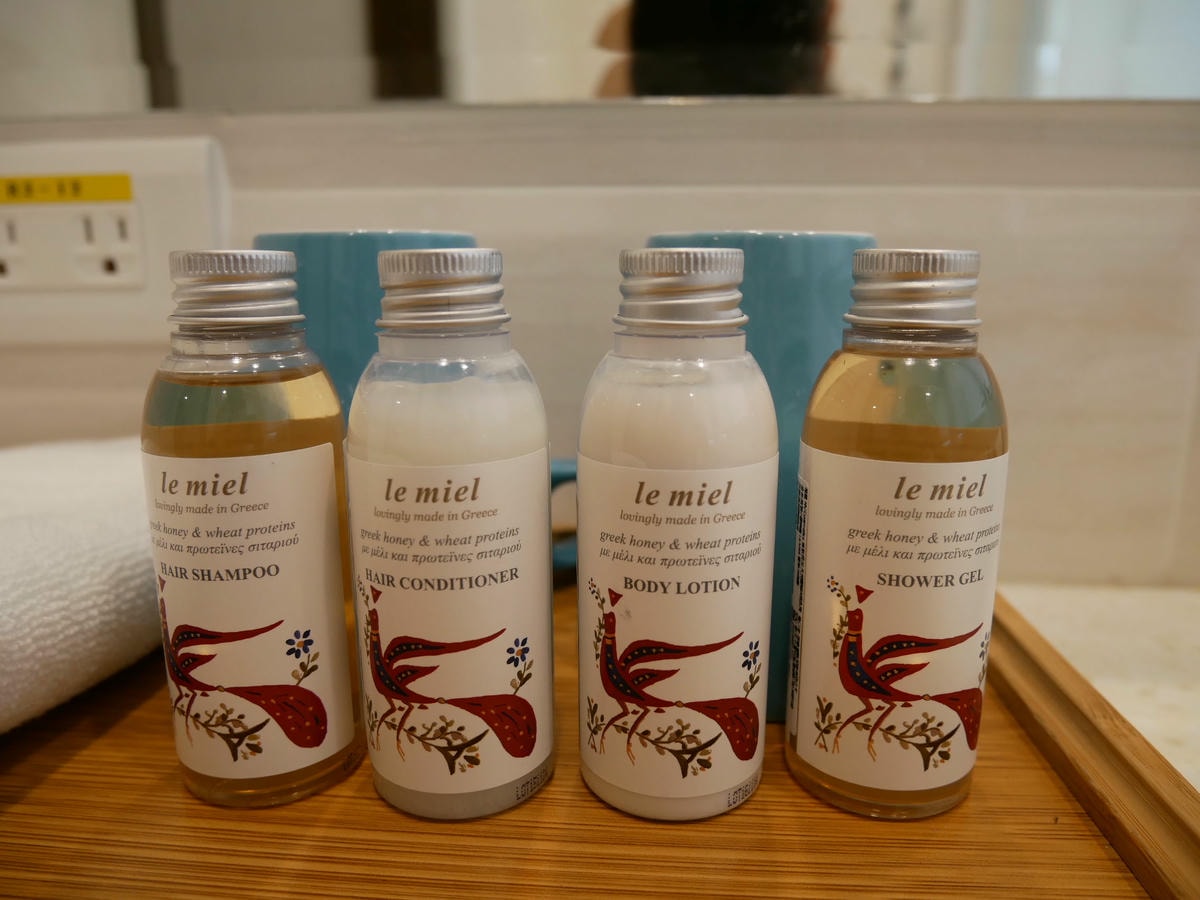 le miel
lovingly made in Greece
greek honey & wheat proteins
με μέλι και πρωτεΐνες σιταριού
HAIR SHAMPOO
le miel
lovingly made in Greece
greek honey & wheat proteins
με μέλι και πρωτεΐνες σιταριού
HAIR CONDITIONER
le miel
lovingly made in Greece
greek honey & wheat proteins
με μέλι και πρωτεΐνες σιταριού
BODY LOTION
le miel
lovingly made in Greece
greek honey & wheat proteins
με μέλι και πρωτεΐνες
SHOWER GEL